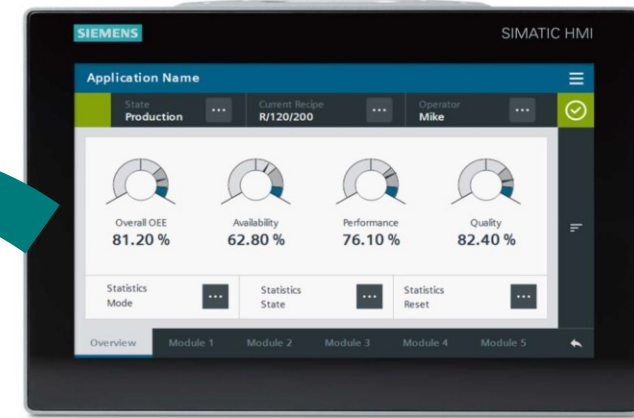 SIEMENS
SIMATIC HMI
Application Name
State
Production
...
Current Recipe
R/120/200
...
Operator
Mike
...
Overall OEE
81.20 %
Availability
62.80 %
Performance
76.10 %
Quality
82.40 %
Statistics
Mode
...
Statistics
State
...
Statistics
Reset
...
Overview
Module 1
Module 2
Module 3
Module 4
Module 5